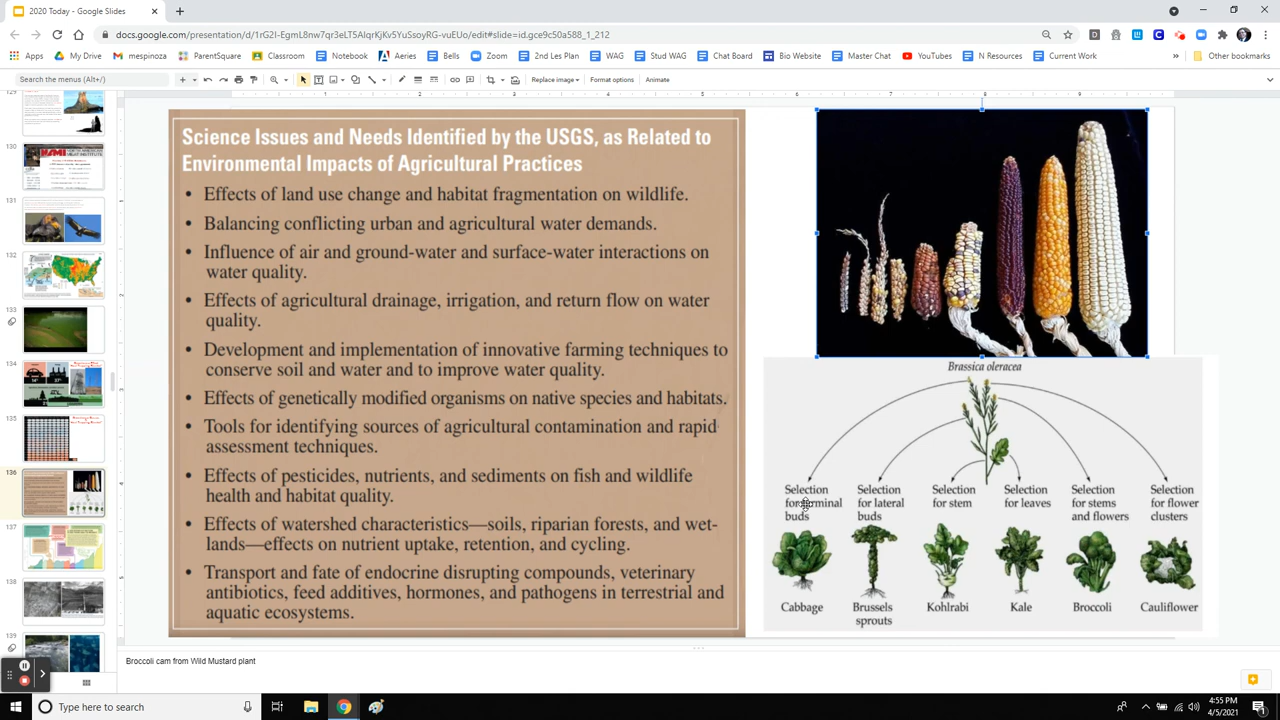 2020 Today - Google Slides
docs.google.com/presentation/d/1rG2I-EgmL8nw7qr3eLT5AIqrKjKv5YuSsoyRG-vuEUo/edit#slide=id.gce9c50a588_1_212
Apps My Drive mespinoza ParentSquare Classroom Notebook Aeries Bells Zoom 2nd Les Plan WAG Stud WAG Chat Board Bio Website Master Chat YouTubes N Resources Current Work » Other bookmarks
Search the menus (Alt+/) Replace image Format options Animate
Science Issues and Needs Identified by the USGS, as Related to
Environmental Impacts of Agricultural Practices
• Effects of land-use change and habitat fragmentation on wildlife.
• Balancing conflicting urban and agricultural water demands.
• Influence of air and ground-water and surface-water interactions on
water quality.
• Effects of agricultural drainage, irrigation, and return flow on water
quality.
• Development and implementation of innovative farming techniques to
conserve soil and water and to improve water quality.
• Effects of genetically modified organisms on native species and habitats.
• Tools for identifying sources of agricultural contamination and rapid
assessment techniques.
• Effects of pesticides, nutrients, and sediments on fish and wildlife
health and habitat quality.
• Effects of watershed characteristics—soils, riparian forests, and wet-
lands—effects on nutrient uptake, retention, and cycling.
• Transport and fate of endocrine disrupting compounds, veterinary
antibiotics, feed additives, hormones, and pathogens in terrestrial and
aquatic ecosystems.
Brassica oleracea
Selection for terminal buds
Selection for lateral buds
Selection for stem
Selection for leaves
Selection for stems and flowers
Selection for flower clusters
Cabbage
Brussels sprouts
Kohlrabi
Kale
Broccoli
Cauliflower
130
131
132
133
134
135
136
137
138
139
Broccoli cam from Wild Mustard plant
Type here to search
4:55 PM
4/5/2021